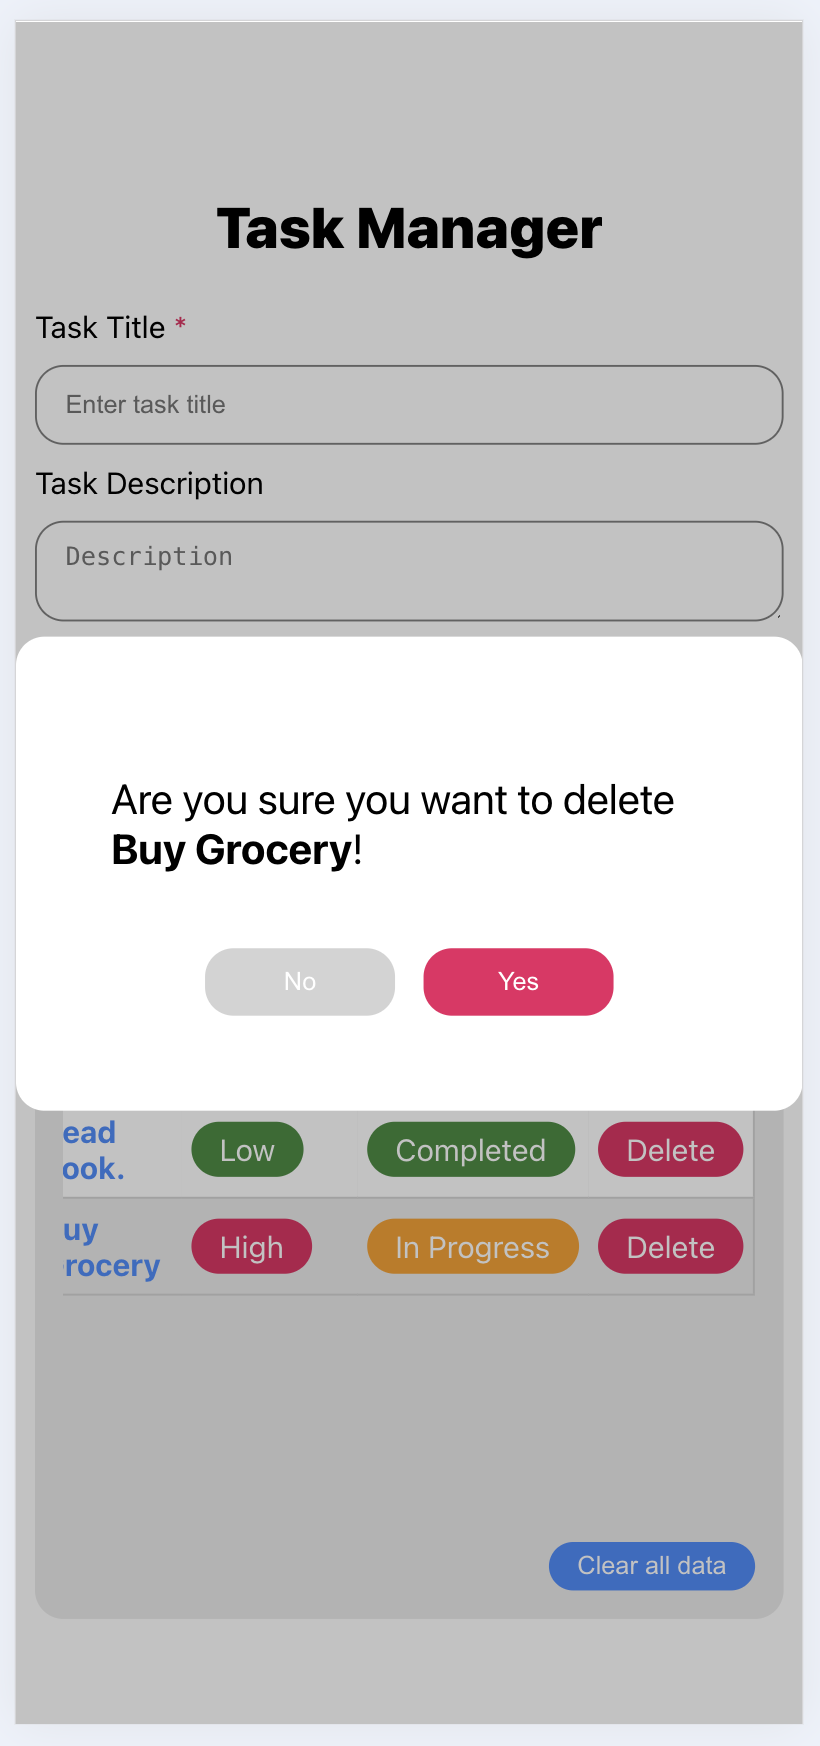 Task Manager
Task Title *
Enter task title
Task Description
Description
Are you sure you want to delete
Buy Grocery!
No Yes
ead
ook.
Low Completed Delete
uy
rocery
High In Progress Delete
Clear all data